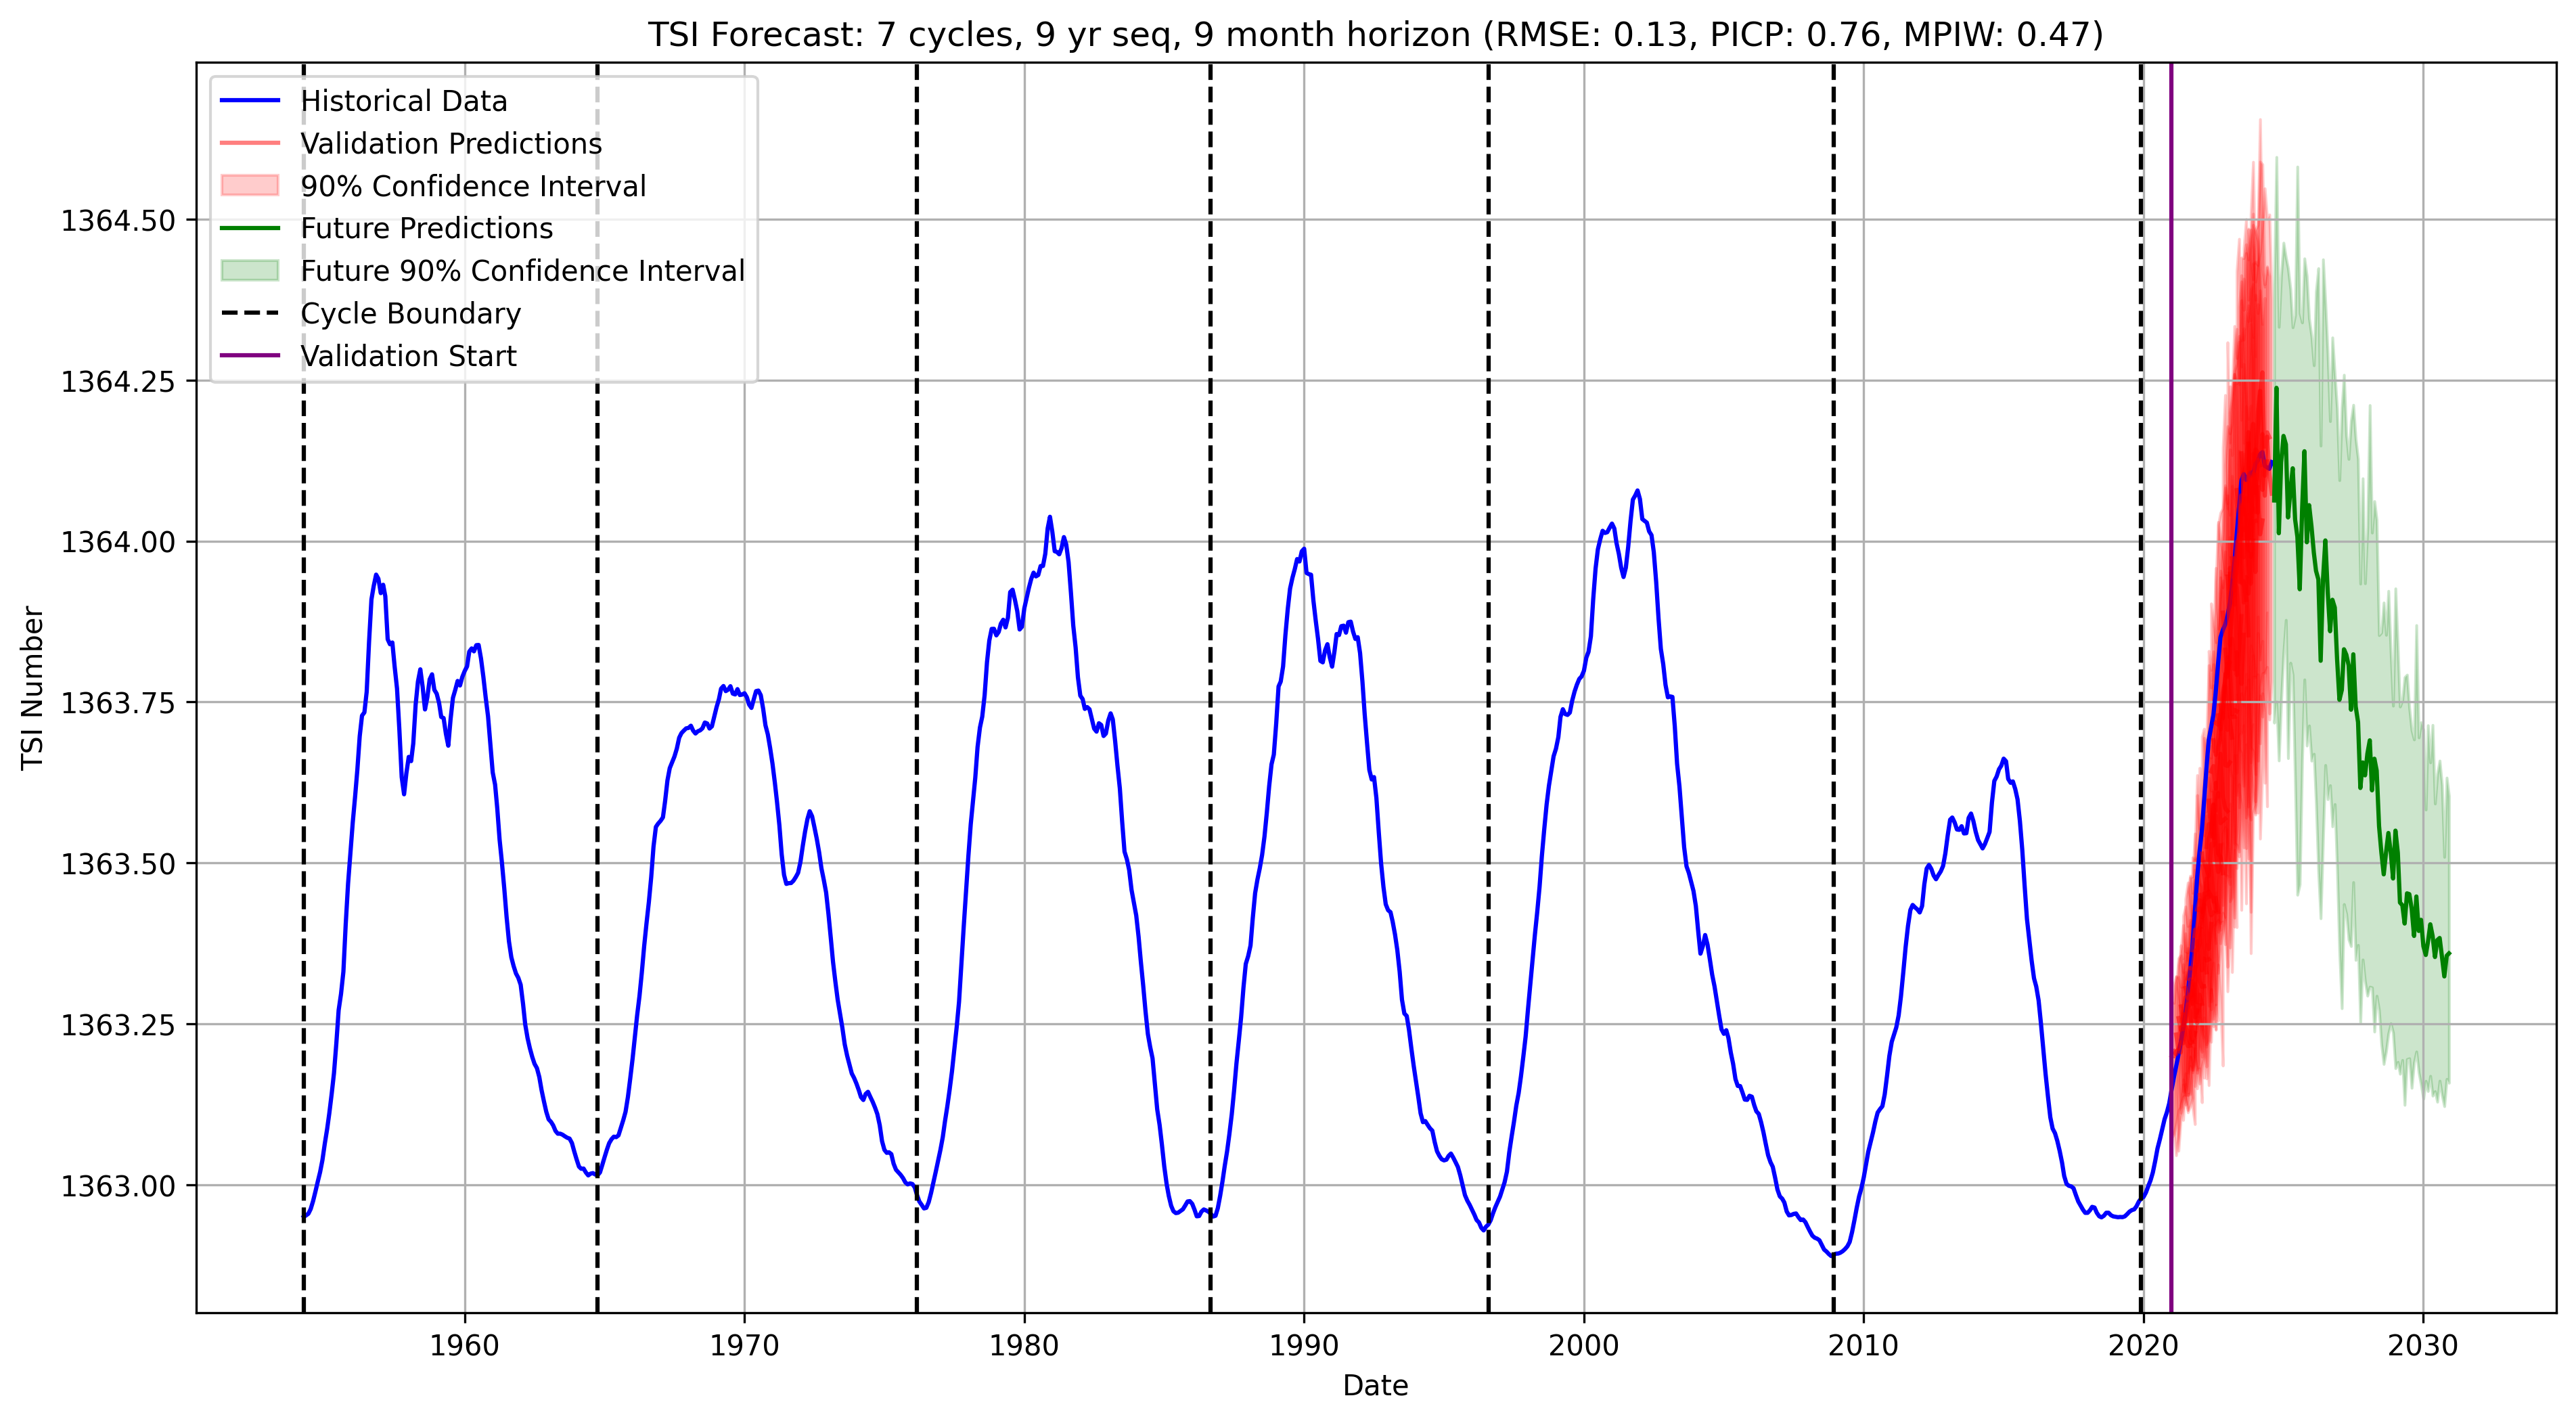 TSI Forecast: 7 cycles, 9 yr seq, 9 month horizon (RMSE: 0.13, PICP: 0.76, MPIW: 0.47)
Historical Data
Validation Predictions
90% Confidence Interval
Future Predictions
Future 90% Confidence Interval
Cycle Boundary
Validation Start
TSI Number
1364.50
1364.25
1364.00
1363.75
1363.50
1363.25
1363.00
1960
1970
1980
1990
2000
2010
2020
2030
Date